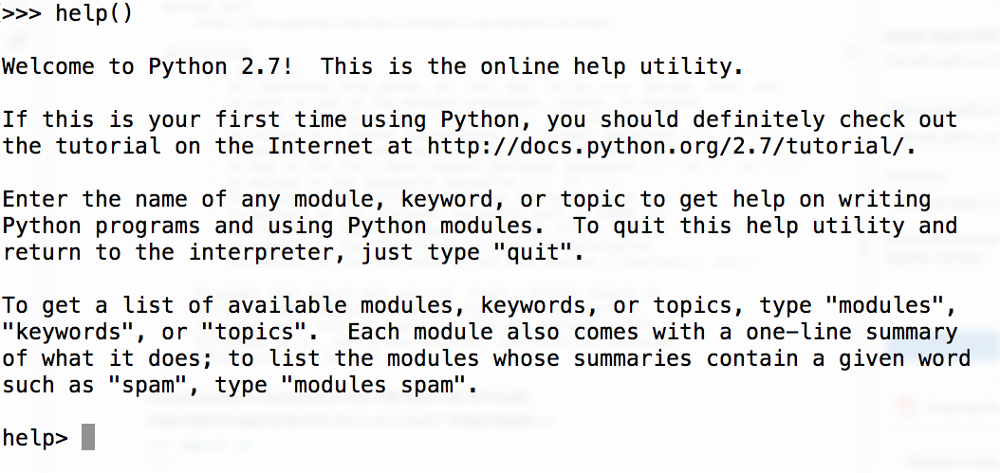 >>> help()
Welcome to Python 2.7!  This is the online help utility.
If this is your first time using Python, you should definitely check out
the tutorial on the Internet at http://docs.python.org/2.7/tutorial/.
Enter the name of any module, keyword, or topic to get help on writing
Python programs and using Python modules.  To quit this help utility and
return to the interpreter, just type "quit".
To get a list of available modules, keywords, or topics, type "modules",
"keywords", or "topics".  Each module also comes with a one-line summary
of what it does; to list the modules whose summaries contain a given word
such as "spam", type "modules spam".
help>